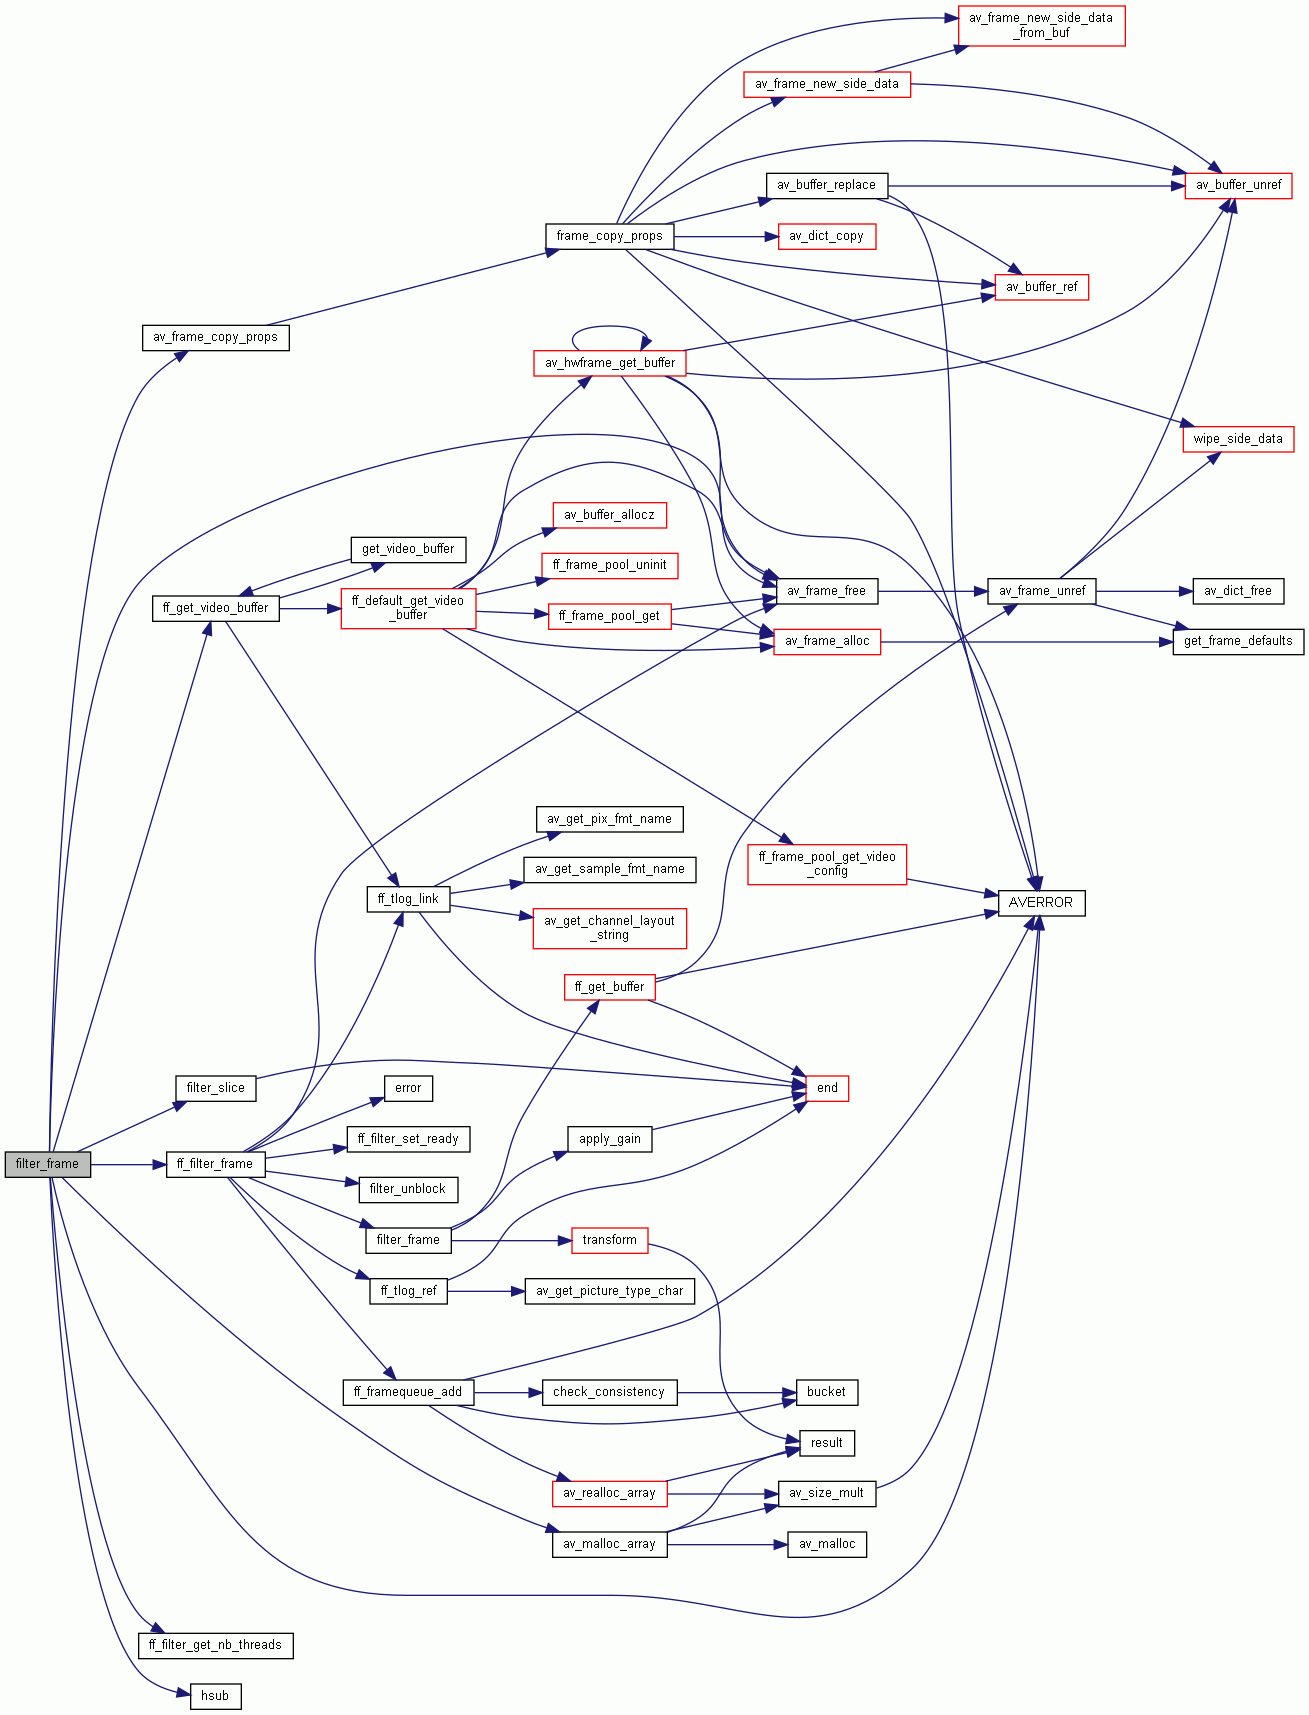 av_frame_new_side_data
_from_buf
av_frame_new_side_data
av_buffer_replace
av_buffer_unref
frame_copy_props
av_dict_copy
av_buffer_ref
av_frame_copy_props
av_hwframe_get_buffer
wipe_side_data
av_buffer_allocz
get_video_buffer
ff_frame_pool_uninit
ff_get_video_buffer
ff_default_get_video
_buffer
ff_frame_pool_get
av_frame_free
av_frame_unref
av_dict_free
av_frame_alloc
get_frame_defaults
av_get_pix_fmt_name
av_get_sample_fmt_name
ff_frame_pool_get_video
_config
ff_tlog_link
AVERROR
av_get_channel_layout
_string
ff_get_buffer
filter_slice
error
end
ff_filter_set_ready
apply_gain
filter_frame
ff_filter_frame
filter_unblock
filter_frame
transform
ff_tlog_ref
av_get_picture_type_char
ff_framequeue_add
check_consistency
bucket
result
av_realloc_array
av_size_mult
av_malloc_array
av_malloc
ff_filter_get_nb_threads
hsub